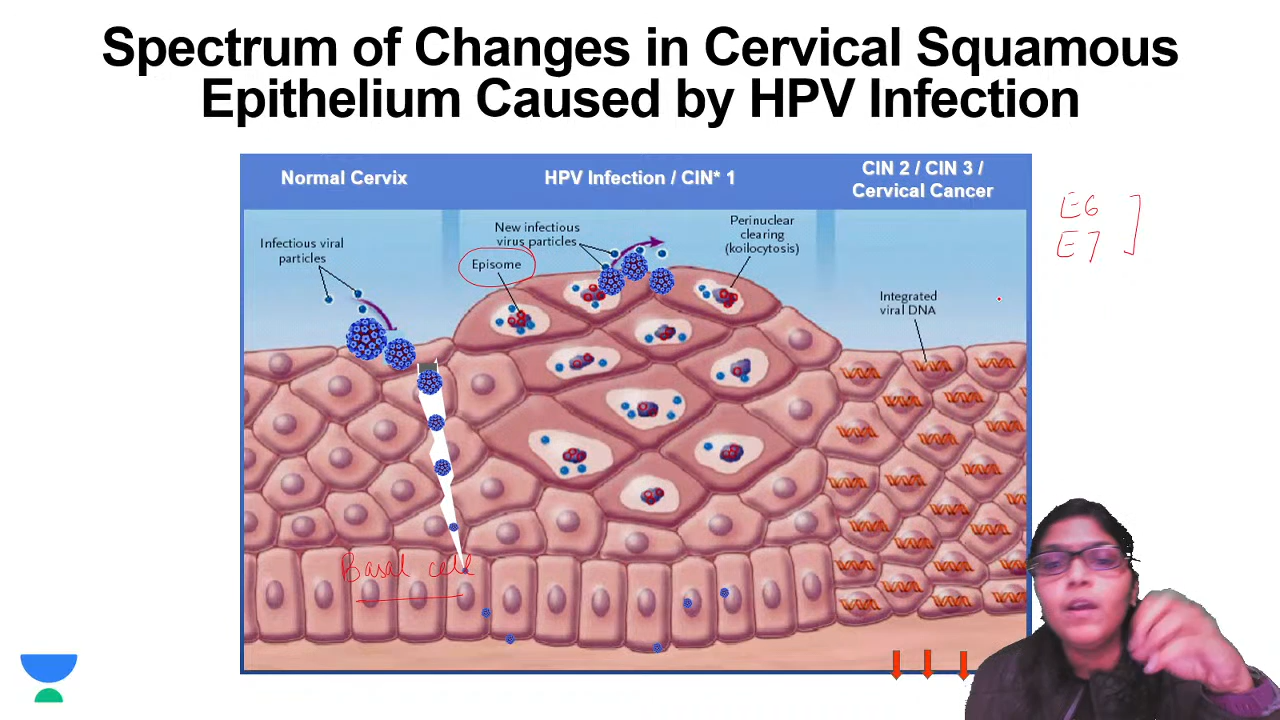 Spectrum of Changes in Cervical Squamous
Epithelium Caused by HPV Infection
Normal Cervix
HPV Infection / CIN* 1
CIN 2 / CIN 3 /
Cervical Cancer
Infectious viral
particles
New infectious
virus particles
Episome
Perinuclear
clearing
(koilocytosis)
Integrated
viral DNA
E6
E7
Basal cell